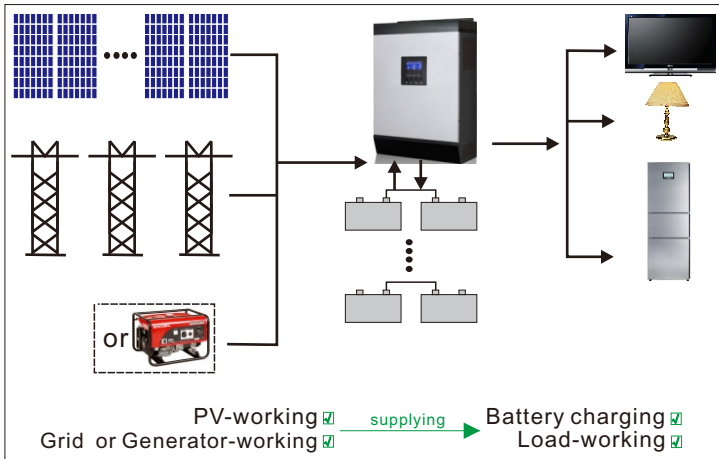 or
PV-working ☑
supplying
Battery charging ☑
Grid or Generator-working ☑
Load-working ☑